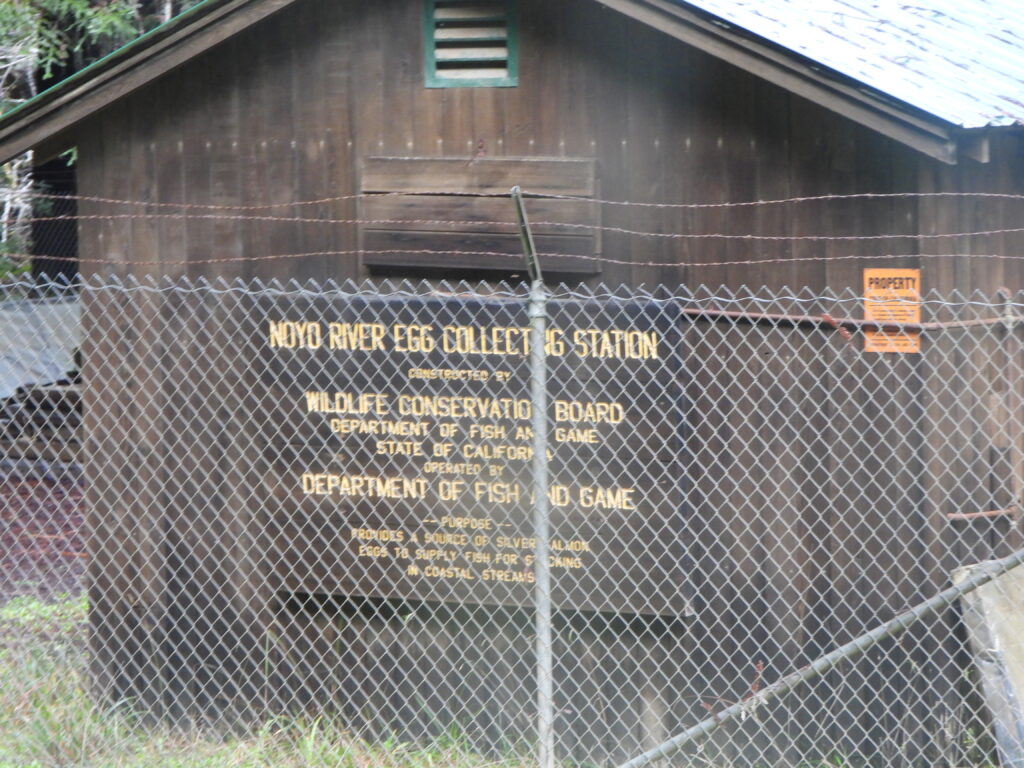 NOYO RIVER EGG COLLECTING STATION
CONSTRUCTED BY
WILDLIFE CONSERVATION BOARD
DEPARTMENT OF FISH AND GAME
STATE OF CALIFORNIA
OPERATED BY
DEPARTMENT OF FISH AND GAME
-- PURPOSE --
PROVIDES A SOURCE OF SILVER SALMON
EGGS TO SUPPLY FISH FOR STOCKING
IN COASTAL STREAMS
PROPERTY